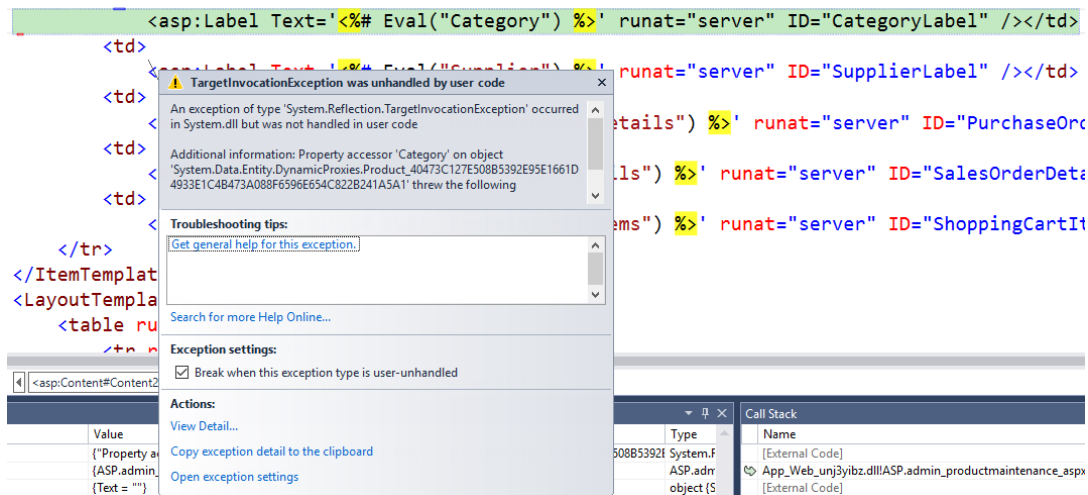 <asp:Label Text='<%# Eval("Category") %>' runat="server" ID="CategoryLabel" /></td>
<td>
' runat="server" ID="SupplierLabel" /></td>
<td>
etails") %>' runat="server" ID="PurchaseOrd
<td>
lls") %>' runat="server" ID="SalesOrderDeta
<td>
ems") %>' runat="server" ID="ShoppingCartIt
</tr>
</ItemTemplat
<LayoutTempla
<table ru
TargetInvocationException was unhandled by user code
An exception of type 'System.Reflection.TargetInvocationException' occurred
in System.dll but was not handled in user code
Additional information: Property accessor 'Category' on object
'System.Data.Entity.DynamicProxies.Product_40473C127E508B5392E95E1661D
4933E1C4B473A088F6596E654C822B241A5A1' threw the following
Troubleshooting tips:
Get general help for this exception.
Search for more Help Online...
Exception settings:
Break when this exception type is user-unhandled
Actions:
View Detail...
Copy exception detail to the clipboard
Open exception settings
<asp:Content#Content2
Value
{"Property a
{ASP.admin_
{Text = ""}
Type
508B5392E System.F
ASP.adm
object {S
Call Stack
Name
[External Code]
App_Web_unj3yibz.dll!ASP.admin_productmaintenance_aspx
[External Code]